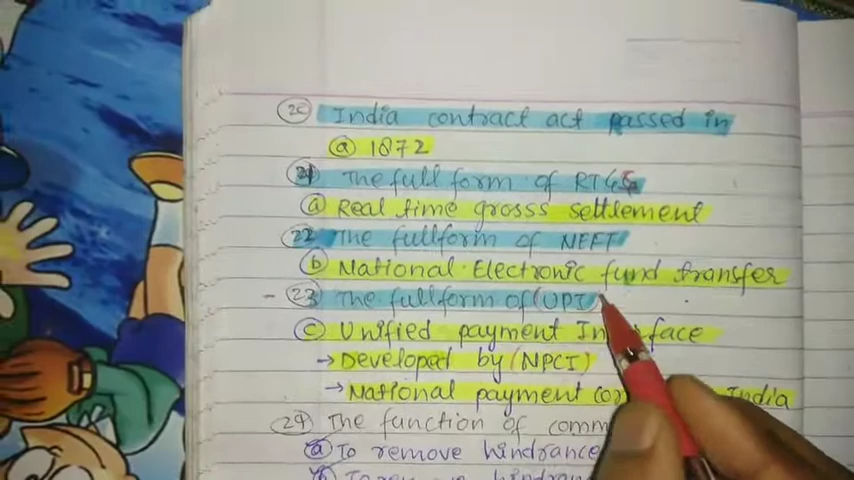 20 India contract act passed in
a 1872
21 The full form of RTGS
a Real time grosss settlement
22 The fullform of NEFT
b National Electronic fund transfer
- 23 The fullform of (UPI
c Unified payment In face
→ Developed by (NPCI)
→ National payment India
24 The function of
a To remove hindrance